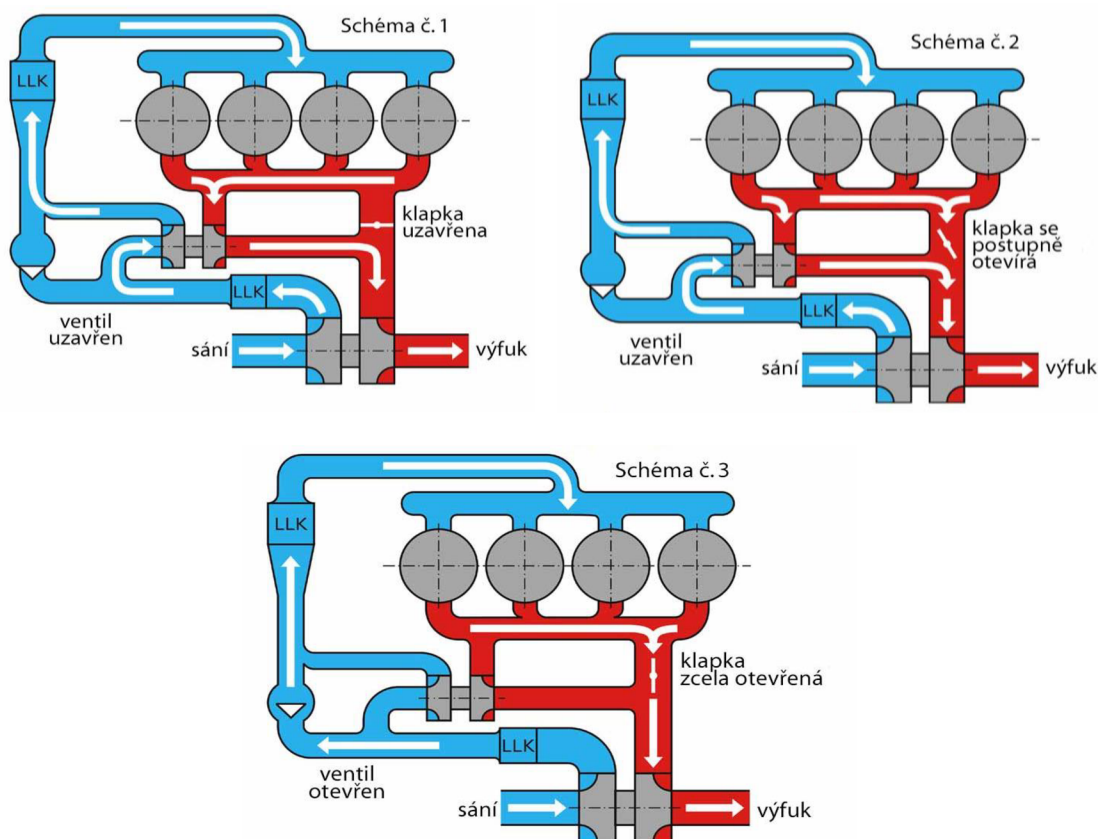 Schéma č. 1
LLK
klapka
uzavřena
LLK
ventil
uzavřen
sání
výfuk
Schéma č. 2
LLK
klapka se
postupně
otevírá
LLK
ventil
uzavřen
sání
výfuk
Schéma č. 3
LLK
klapka
zcela otevřená
LLK
ventil
otevřen
sání
výfuk